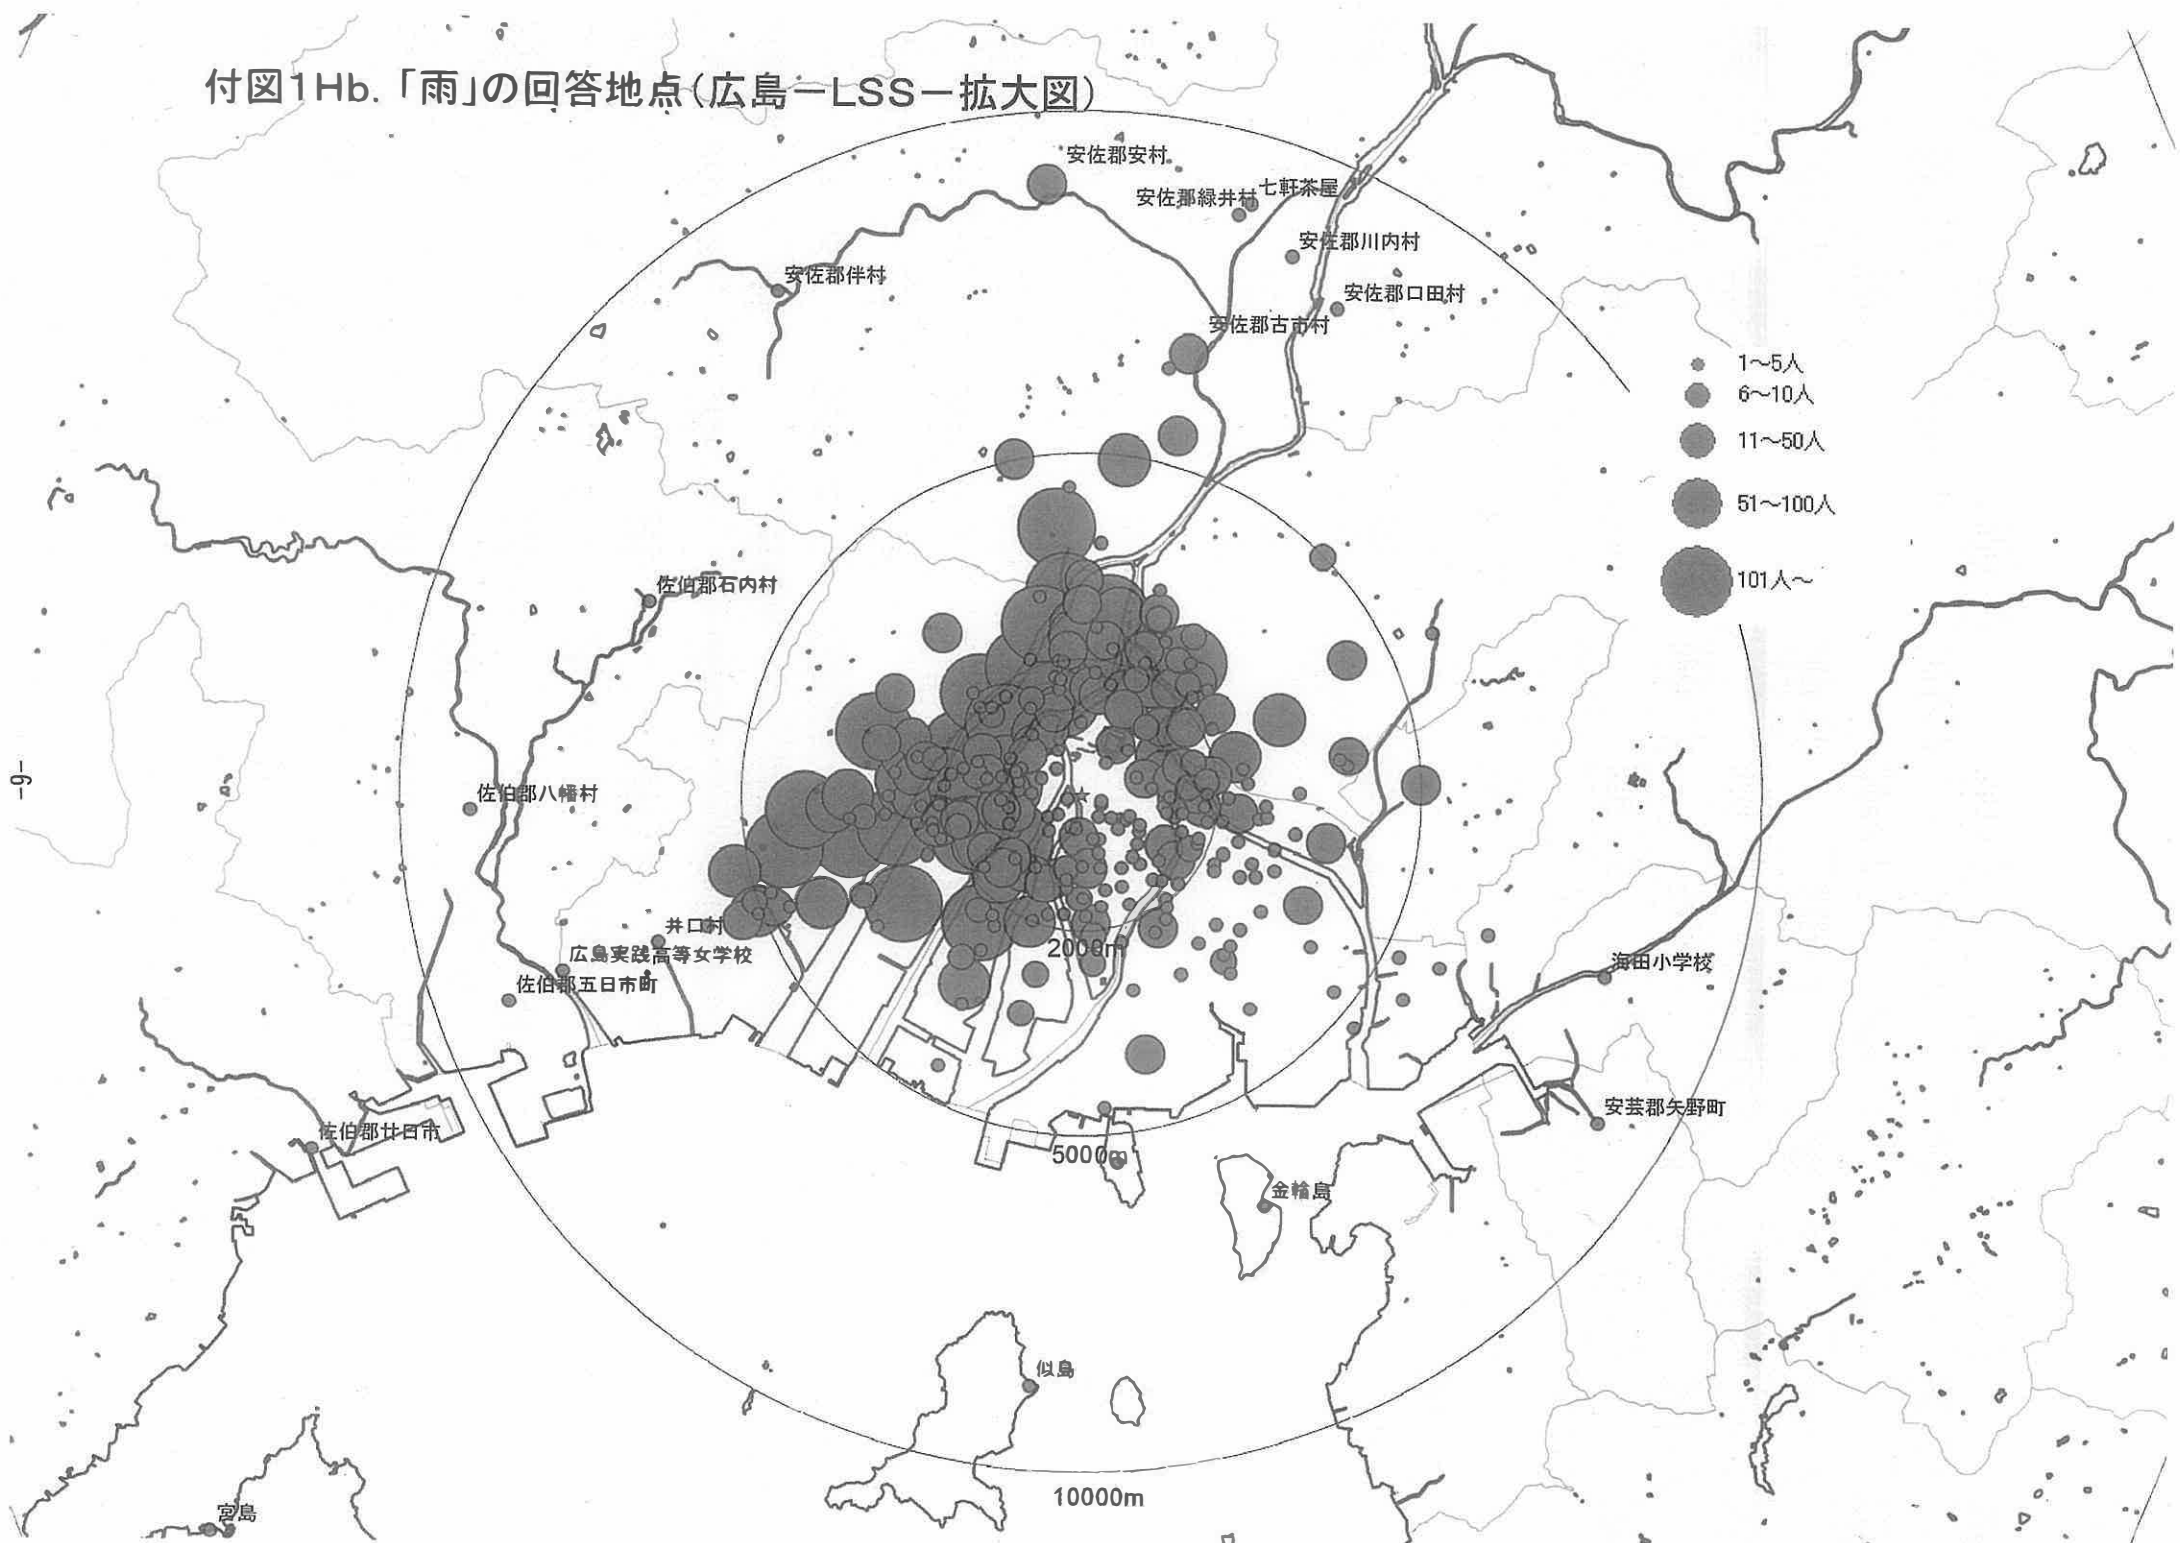 付図1Hb.「雨」の回答地点(広島ーLSSー拡大図)
安佐郡安村
安佐郡緑井村
七軒茶屋
安佐郡川内村
安佐郡伴村
安佐郡口田村
安佐郡古市村
1～5人
6～10人
11～50人
51～100人
101人～
佐伯郡石内村
-9-
佐伯郡八幡村
井口村
広島実践高等女学校
佐伯郡五日市町
2000m
海田小学校
安芸郡矢野町
佐伯郡廿日市
5000m
金輪島
似島
10000m
宮島